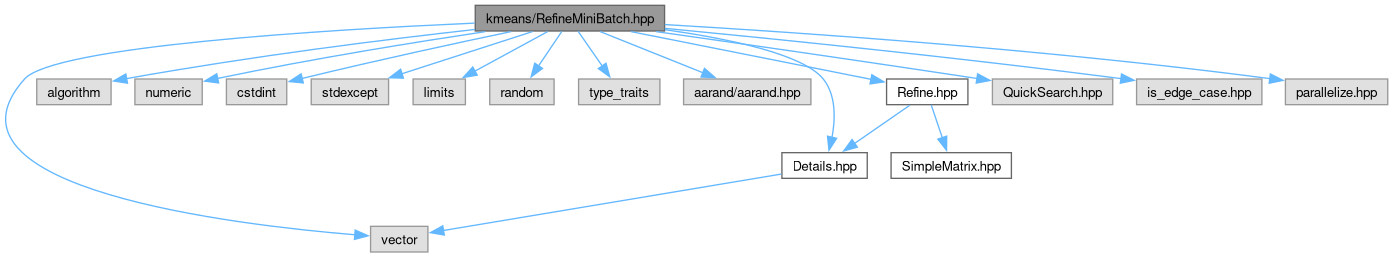 kmeans/RefineMiniBatch.hpp
algorithm
numeric
cstdint
stdexcept
limits
random
type_traits
aarand/aarand.hpp
Refine.hpp
QuickSearch.hpp
is_edge_case.hpp
parallelize.hpp
Details.hpp
SimpleMatrix.hpp
vector